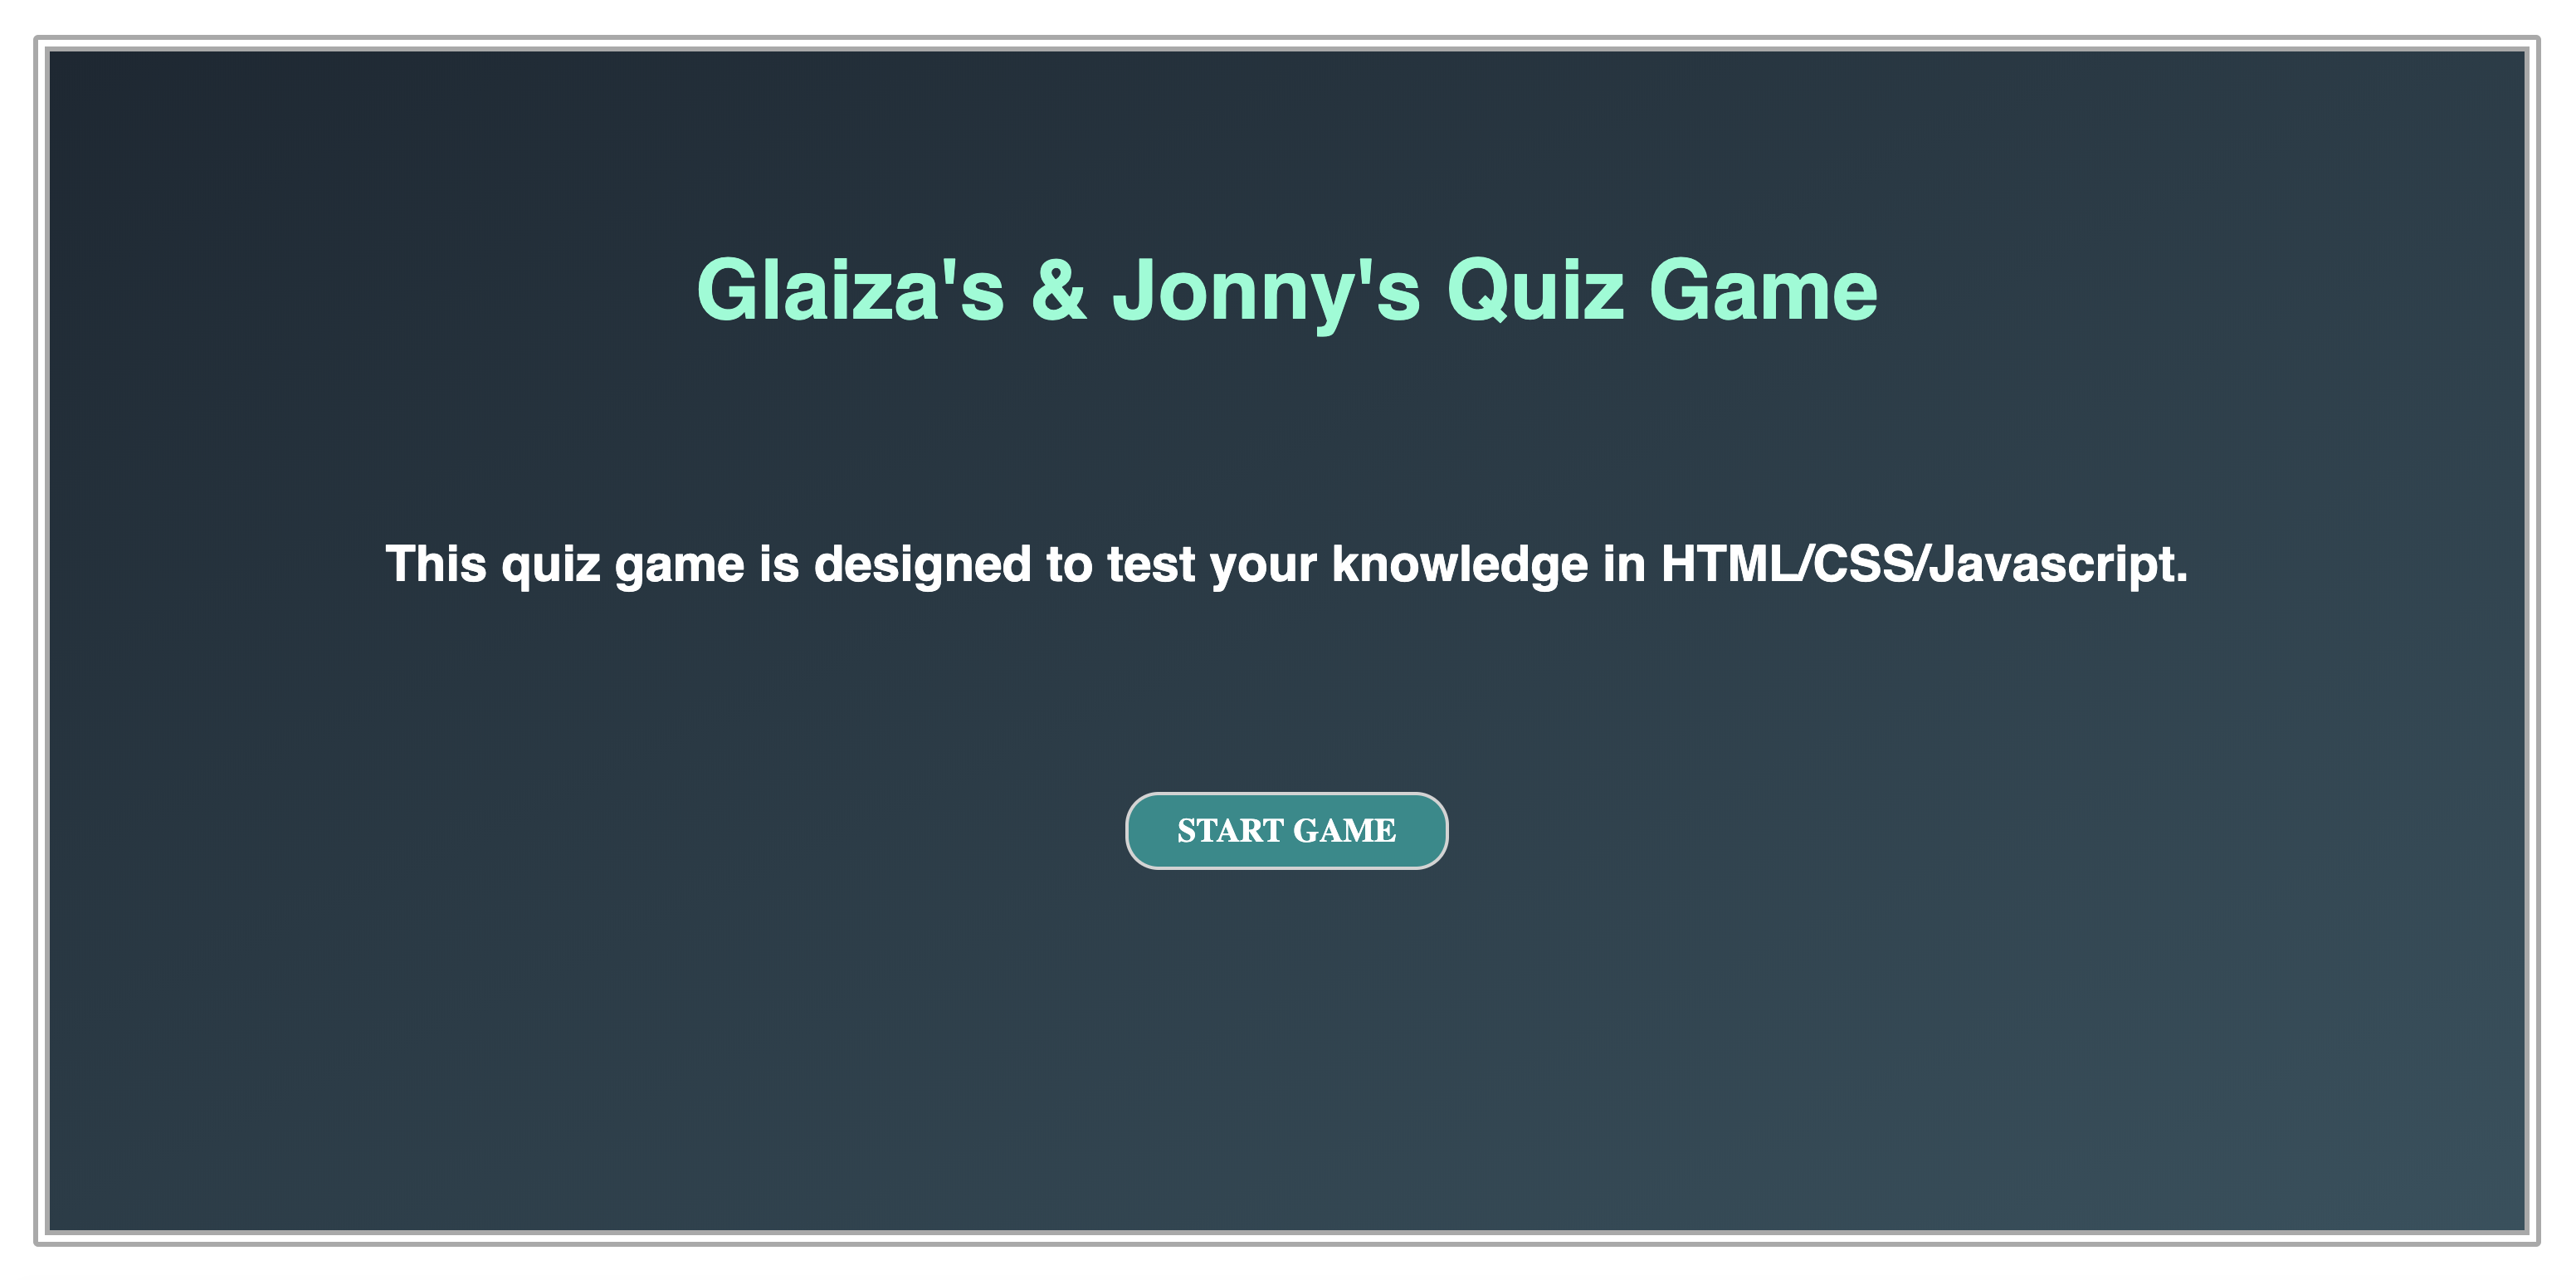 Glaiza's & Jonny's Quiz Game
This quiz game is designed to test your knowledge in HTML/CSS/Javascript.
START GAME